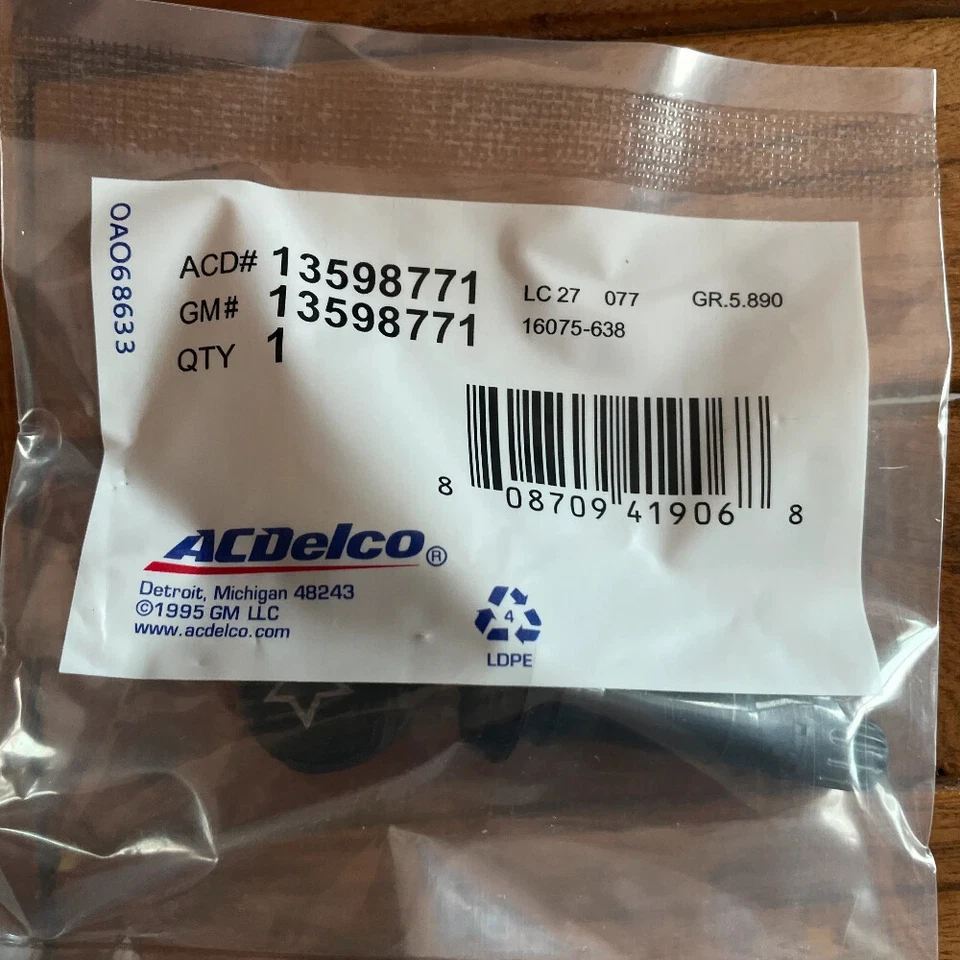 OAO68633
ACD# 13598771
GM# 13598771
QTY 1
LC 27 077 GR.5.890
16075-638
8 08709 41906 8
ACDelco®
Detroit, Michigan 48243
©1995 GM LLC
www.acdelco.com
4
LDPE